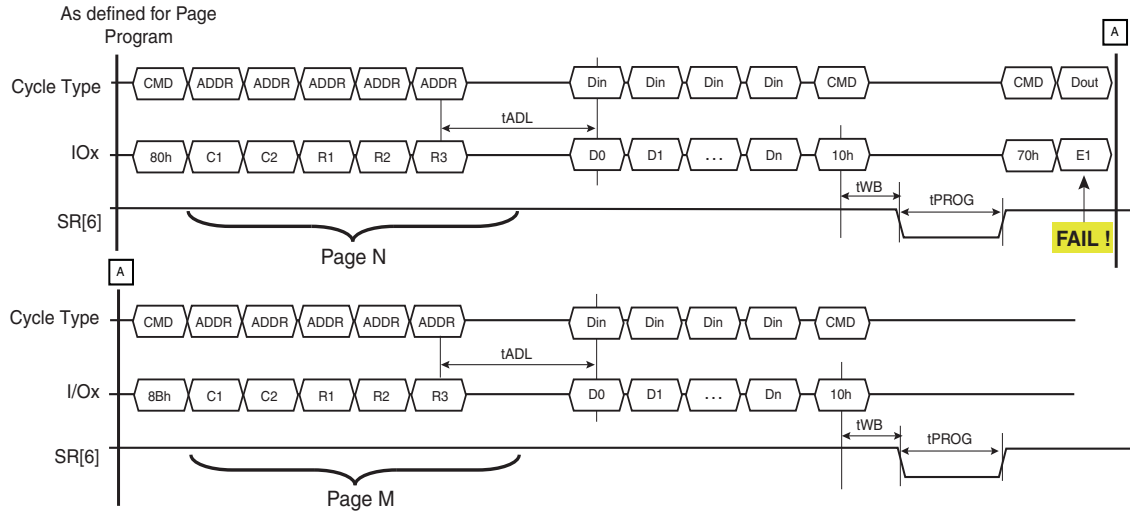 As defined for Page
Program
A
Cycle Type CMD ADDR ADDR ADDR ADDR ADDR Din Din Din Din CMD CMD Dout
tADL
IOx 80h C1 C2 R1 R2 R3 D0 D1 ... Dn 10h 70h E1
tWB tPROG
SR[6]
FAIL !
Page N
A
Cycle Type CMD ADDR ADDR ADDR ADDR ADDR Din Din Din Din CMD
tADL
I/Ox 8Bh C1 C2 R1 R2 R3 D0 D1 ... Dn 10h
tWB tPROG
SR[6]
Page M